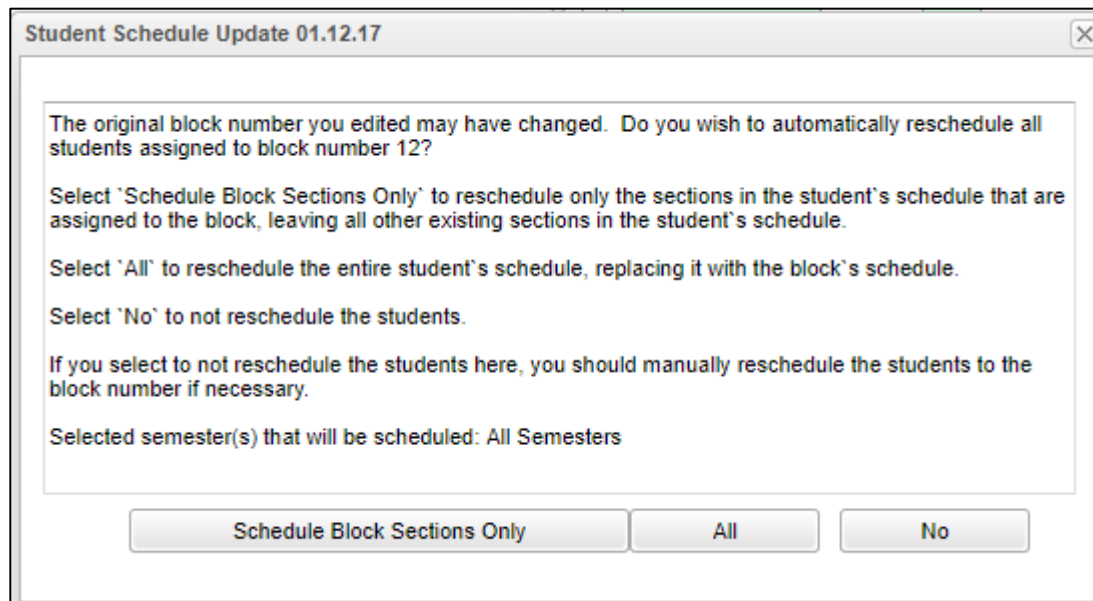 Student Schedule Update 01.12.17
The original block number you edited may have changed.  Do you wish to automatically reschedule all
students assigned to block number 12?
Select `Schedule Block Sections Only` to reschedule only the sections in the student`s schedule that are
assigned to the block, leaving all other existing sections in the student`s schedule.
Select `All` to reschedule the entire student`s schedule, replacing it with the block`s schedule.
Select `No` to not reschedule the students.
If you select to not reschedule the students here, you should manually reschedule the students to the
block number if necessary.
Selected semester(s) that will be scheduled: All Semesters
Schedule Block Sections Only All No